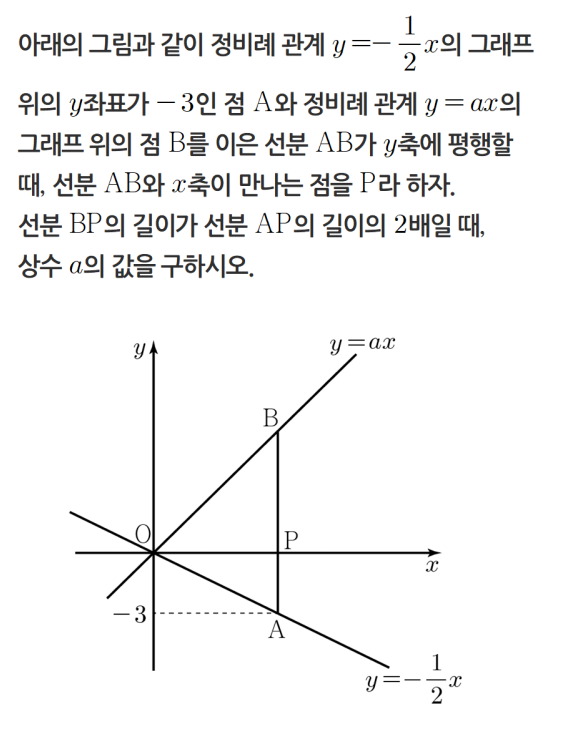 아래의 그림과 같이 정비례 관계 y=-\frac{1}{2}x의 그래프
위의 y좌표가 -3인 점 A와 정비례 관계 y=ax의
그래프 위의 점 B를 이은 선분 AB가 y축에 평행할
때, 선분 AB와 x축이 만나는 점을 P라 하자.
선분 BP의 길이가 선분 AP의 길이의 2배일 때,
상수 a의 값을 구하시오.
y
y=ax
B
O
P
x
-3
A
y=-\frac{1}{2}x